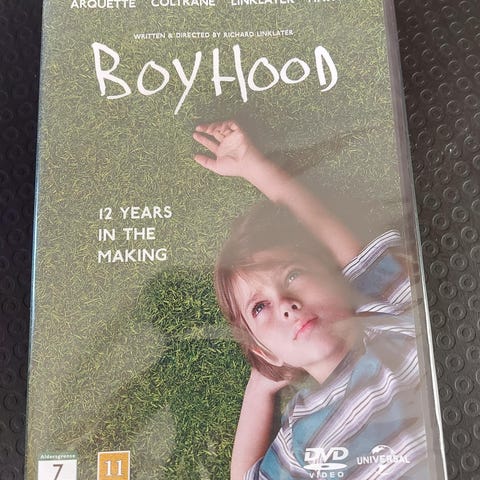 ARQUETTE COLTRANE LINKLATER
WRITTEN & DIRECTED BY RICHARD LINKLATER
BOYHOOD
12 YEARS
IN THE
MAKING
Aldersgrense
7
11
DVD
VIDEO
UNIVERSAL